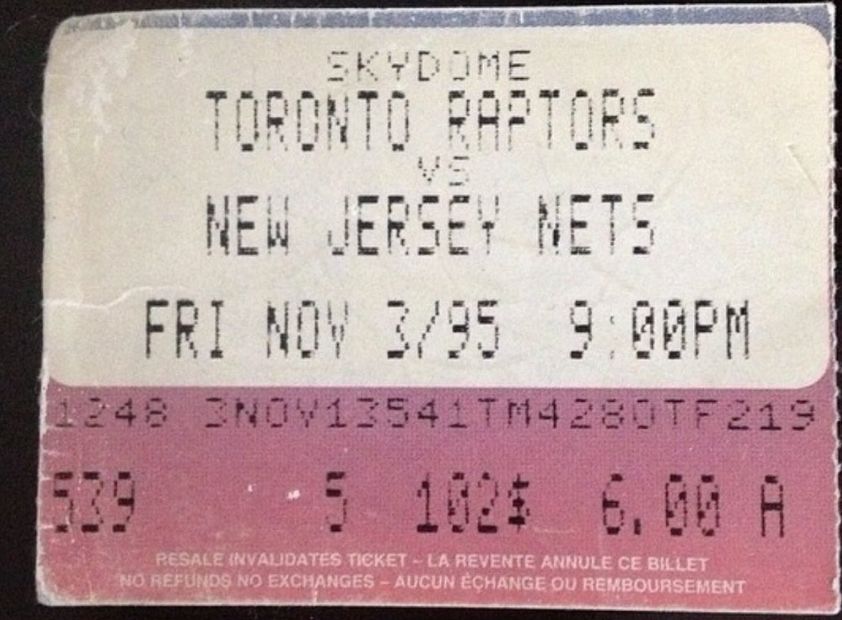 SKYDOME
TORONTO RAPTORS
VS
NEW JERSEY NETS
FRI NOV 3/95 9:00PM
1248 3NOV13541TM4280TF219
539 5 102$ 6.00 A
RESALE INVALIDATES TICKET – LA REVENTE ANNULE CE BILLET
NO REFUNDS NO EXCHANGES – AUCUN ÉCHANGE OU REMBOURSEMENT